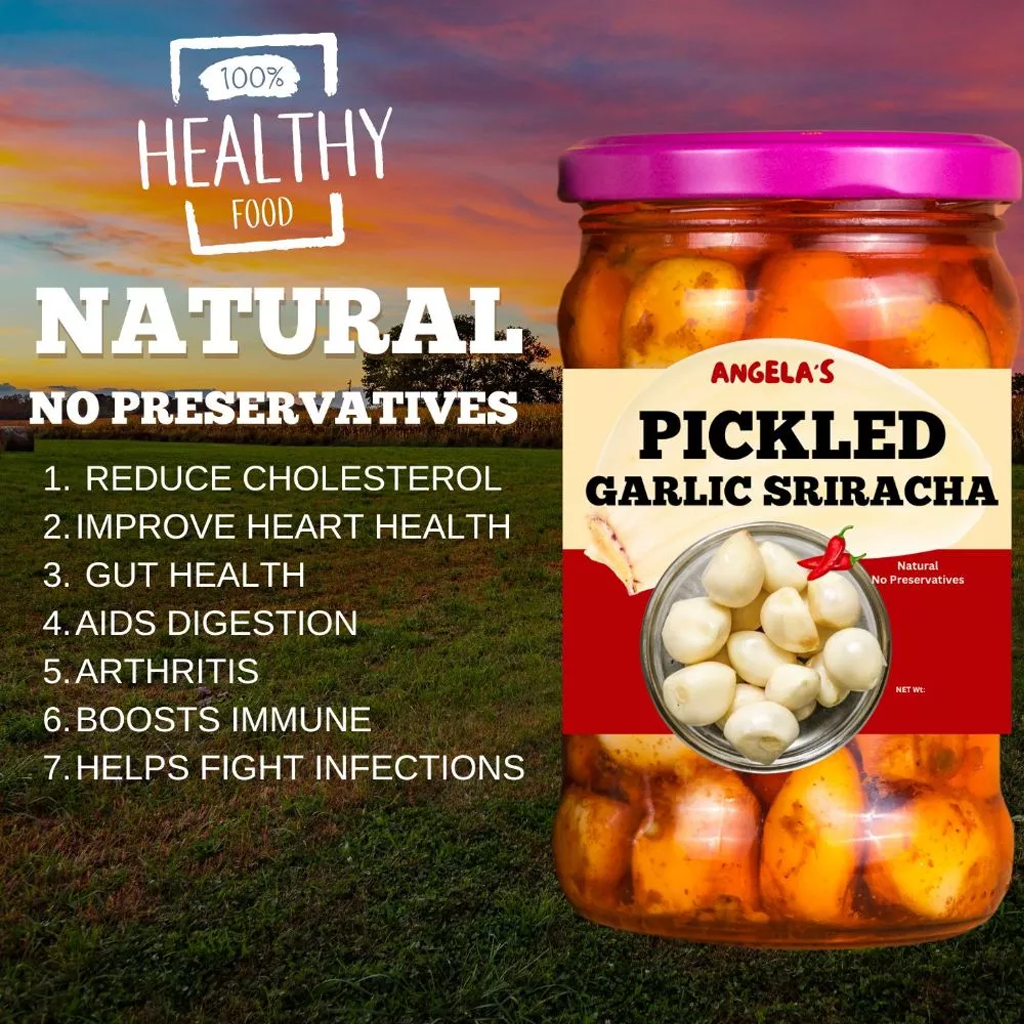 100%
HEALTHY
FOOD
NATURAL
NO PRESERVATIVES
1. REDUCE CHOLESTEROL
2. IMPROVE HEART HEALTH
3. GUT HEALTH
4. AIDS DIGESTION
5. ARTHRITIS
6. BOOSTS IMMUNE
7. HELPS FIGHT INFECTIONS
ANGELA'S
PICKLED
GARLIC SRIRACHA
Natural
No Preservatives
NET Wt: